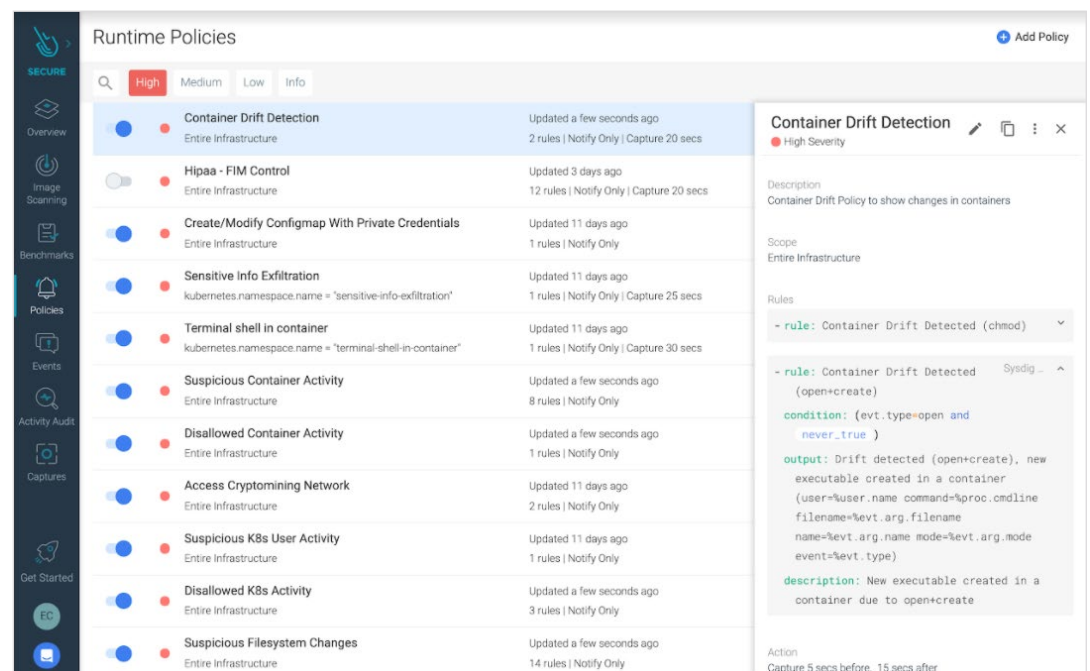 Runtime Policies
Add Policy
SECURE
High Medium Low Info
Overview
Image
Scanning
Benchmarks
Policies
Events
Activity Audit
Captures
Get Started
EC
Container Drift Detection
Entire Infrastructure
Updated a few seconds ago
2 rules | Notify Only | Capture 20 secs
Hipaa - FIM Control
Entire Infrastructure
Updated 3 days ago
12 rules | Notify Only | Capture 20 secs
Create/Modify Configmap With Private Credentials
Entire Infrastructure
Updated 11 days ago
1 rules | Notify Only
Sensitive Info Exfiltration
kubernetes.namespace.name = "sensitive-info-exfiltration"
Updated 11 days ago
1 rules | Notify Only | Capture 25 secs
Terminal shell in container
kubernetes.namespace.name = "terminal-shell-in-container"
Updated 11 days ago
1 rules | Notify Only | Capture 30 secs
Suspicious Container Activity
Entire Infrastructure
Updated a few seconds ago
8 rules | Notify Only
Disallowed Container Activity
Entire Infrastructure
Updated a few seconds ago
1 rules | Notify Only
Access Cryptomining Network
Entire Infrastructure
Updated 11 days ago
2 rules | Notify Only
Suspicious K8s User Activity
Entire Infrastructure
Updated 11 days ago
1 rules | Notify Only
Disallowed K8s Activity
Entire Infrastructure
Updated a few seconds ago
3 rules | Notify Only
Suspicious Filesystem Changes
Entire Infrastructure
Updated a few seconds ago
14 rules | Notify Only
Container Drift Detection
High Severity
Description
Container Drift Policy to show changes in containers
Scope
Entire Infrastructure
Rules
- rule: Container Drift Detected (chmod)
- rule: Container Drift Detected Sysdig ...
(open+create)
condition: (evt.type=open and
never_true )
output: Drift detected (open+create), new
executable created in a container
(user=%user.name command=%proc.cmdline
filename=%evt.arg.filename
name=%evt.arg.name mode=%evt.arg.mode
event=%evt.type)
description: New executable created in a
container due to open+create
Action
Capture 5 secs before, 15 secs after